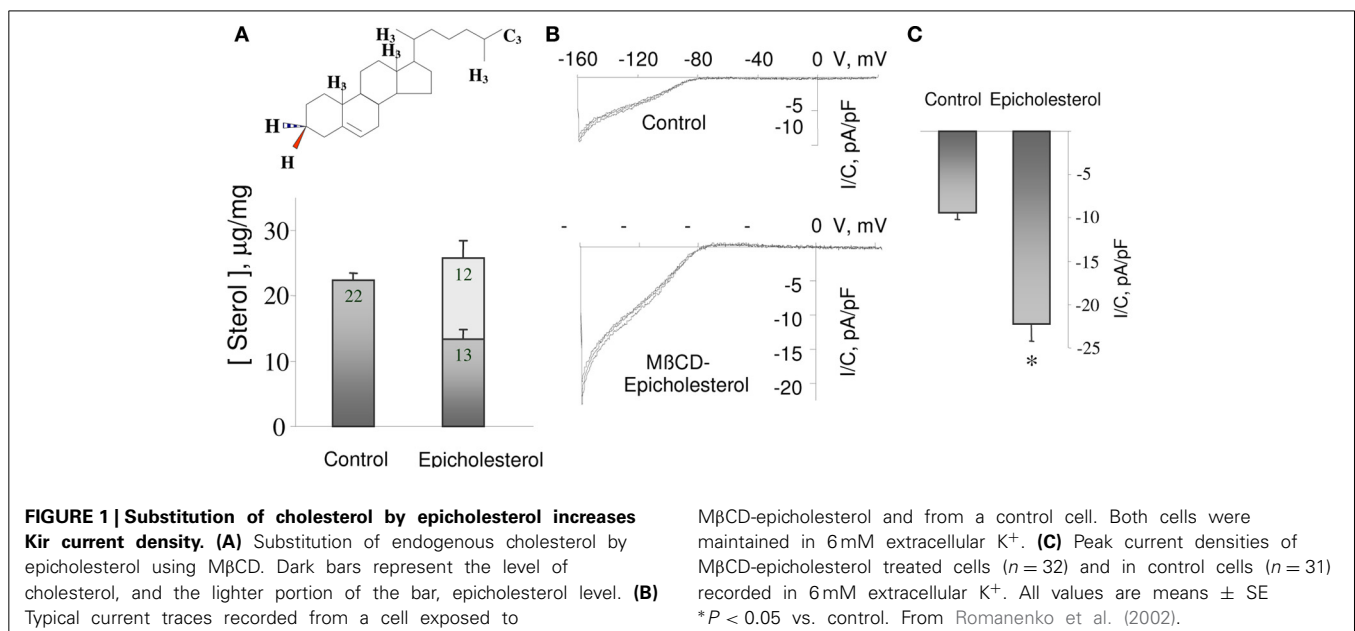 A
H₃
C₃
H₃
H₃
H₃
H
H
[ Sterol ], µg/mg
30
20
10
0
22
12
13
Control
Epicholesterol
B
-160 -120 -80 -40 0 V, mV
Control
-5
-10
I/C, pA/pF
- - - - 0 V, mV
MßCD-
Epicholesterol
-5
-10
-15
-20
I/C, pA/pF
C
Control Epicholesterol
-5
-10
-15
-20
-25
I/C, pA/pF
*
FIGURE 1 | Substitution of cholesterol by epicholesterol increases
Kir current density. (A) Substitution of endogenous cholesterol by
epicholesterol using MβCD. Dark bars represent the level of
cholesterol, and the lighter portion of the bar, epicholesterol level. (B)
Typical current traces recorded from a cell exposed to
MβCD-epicholesterol and from a control cell. Both cells were
maintained in 6 mM extracellular K⁺. (C) Peak current densities of
MβCD-epicholesterol treated cells (n = 32) and in control cells (n = 31)
recorded in 6 mM extracellular K⁺. All values are means ± SE
*P < 0.05 vs. control. From Romanenko et al. (2002).